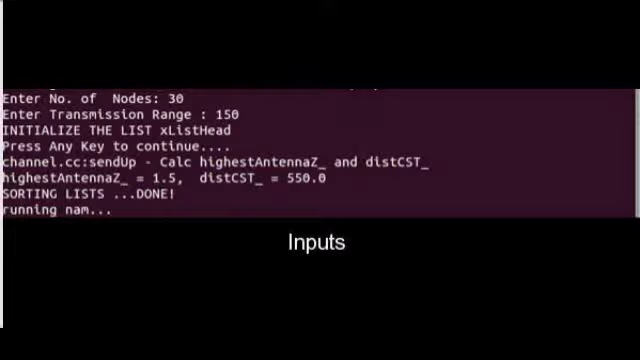 Enter No. of  Nodes: 30
Enter Transmission Range : 150
INITIALIZE THE LIST xListHead
Press Any Key to continue....
channel.cc:sendUp - Calc highestAntennaZ_ and distCST_
highestAntennaZ_ = 1.5,  distCST_ = 550.0
SORTING LISTS ...DONE!
running nam...
Inputs